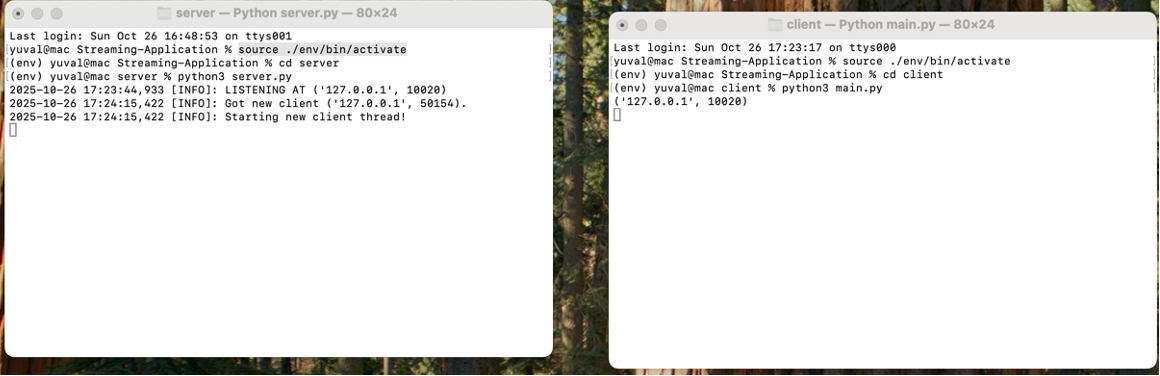 server — Python server.py — 80×24
Last login: Sun Oct 26 16:48:53 on ttys001
[yuval@mac Streaming-Application % source ./env/bin/activate ]
[(env) yuval@mac Streaming-Application % cd server ]
[(env) yuval@mac server % python3 server.py ]
2025-10-26 17:23:44,933 [INFO]: LISTENING AT ('127.0.0.1', 10020)
2025-10-26 17:24:15,422 [INFO]: Got new client ('127.0.0.1', 50154).
2025-10-26 17:24:15,422 [INFO]: Starting new client thread!
client — Python main.py — 80×24
Last login: Sun Oct 26 17:23:17 on ttys000
[yuval@mac Streaming-Application % source ./env/bin/activate ]
[(env) yuval@mac Streaming-Application % cd client ]
[(env) yuval@mac client % python3 main.py ]
('127.0.0.1', 10020)